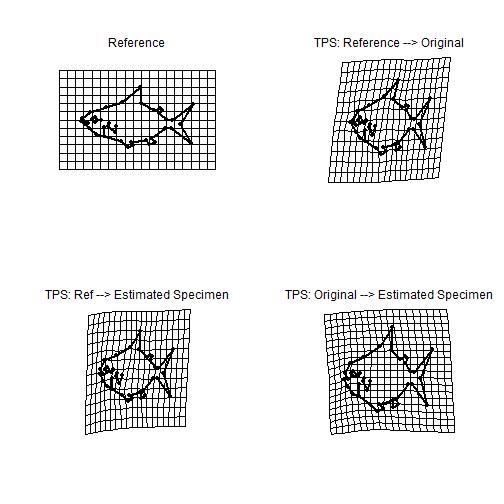 Reference
TPS: Reference --> Original
TPS: Ref --> Estimated Specimen
TPS: Original --> Estimated Specimen